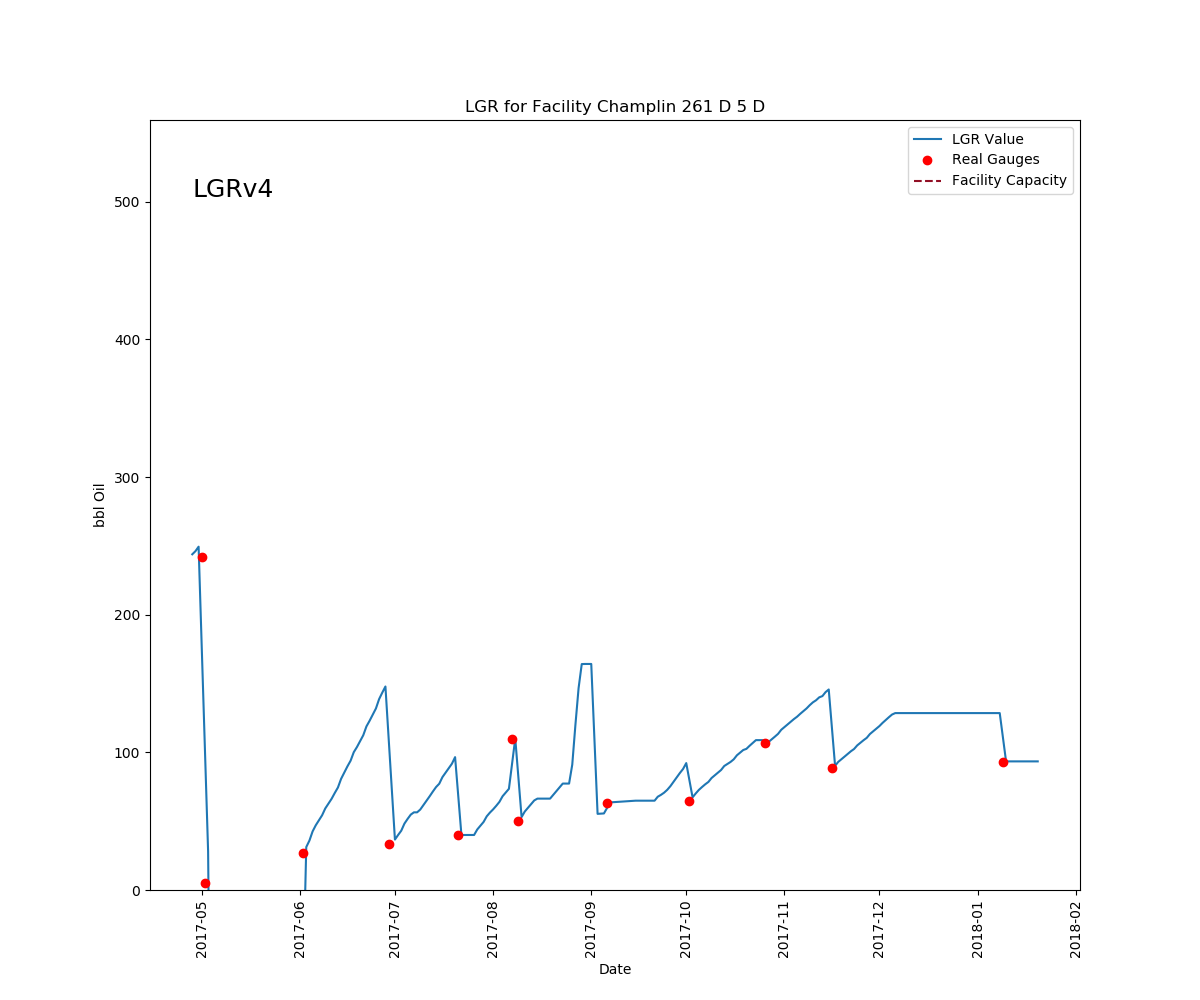 LGR for Facility Champlin 261 D 5 D
LGR Value
Real Gauges
Facility Capacity
LGRv4
500
400
300
200
100
0
bbl Oil
2017-05
2017-06
2017-07
2017-08
2017-09
2017-10
2017-11
2017-12
2018-01
2018-02
Date